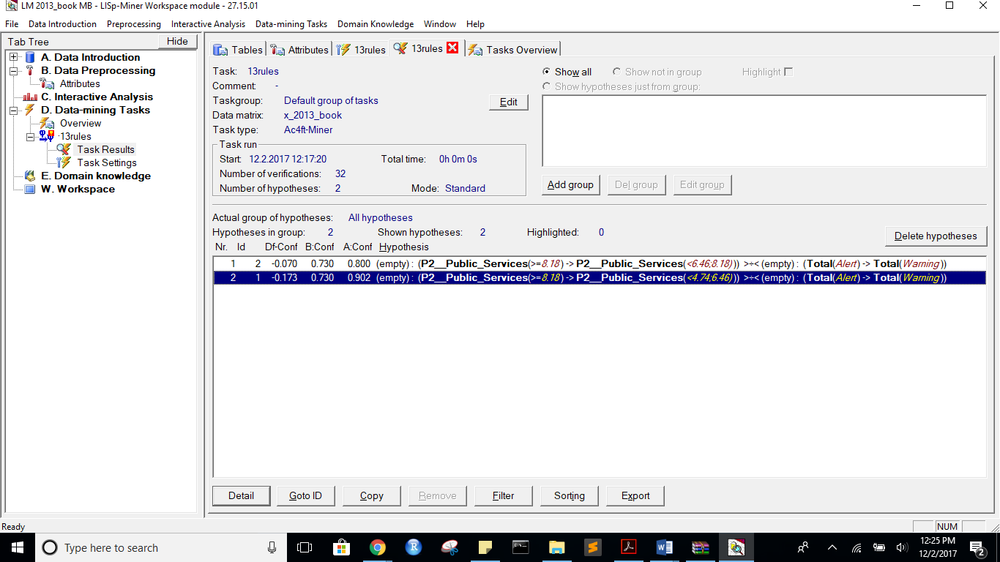 LM 2013_book MB - LISp-Miner Workspace module - 27.15.01
File Data Introduction Preprocessing Interactive Analysis Data-mining Tasks Domain Knowledge Window Help
Tab Tree Hide
A. Data Introduction
B. Data Preprocessing
Attributes
C. Interactive Analysis
D. Data-mining Tasks
Overview
·13rules
Task Results
Task Settings
E. Domain knowledge
W. Workspace
Tables Attributes 13rules 13rules Tasks Overview
Task: 13rules
Comment: -
Taskgroup: Default group of tasks
Edit
Data matrix: x_2013_book
Task type: Ac4ft-Miner
Task run
Start: 12.2.2017 12:17:20 Total time: 0h 0m 0s
Number of verifications: 32
Number of hypotheses: 2 Mode: Standard
Show all Show not in group Highlight
Show hypotheses just from group:
Add group Del group Edit group
Actual group of hypotheses: All hypotheses
Hypotheses in group: 2 Shown hypotheses: 2 Highlighted: 0
Delete hypotheses
Nr. Id Df-Conf B:Conf A:Conf Hypothesis
1 2 -0.070 0.730 0.800 (empty) : (P2__Public_Services(>=8.18) -> P2__Public_Services(<6.46;8.18))) >÷< (empty) : (Total(Alert) -> Total(Warning))
2 1 -0.173 0.730 0.902 (empty) : (P2__Public_Services(>=8.18) -> P2__Public_Services(<4.74;6.46))) >÷< (empty) : (Total(Alert) -> Total(Warning))
Detail Goto ID Copy Remove Filter Sorting Export
Ready NUM
Type here to search
12:25 PM
12/2/2017
2